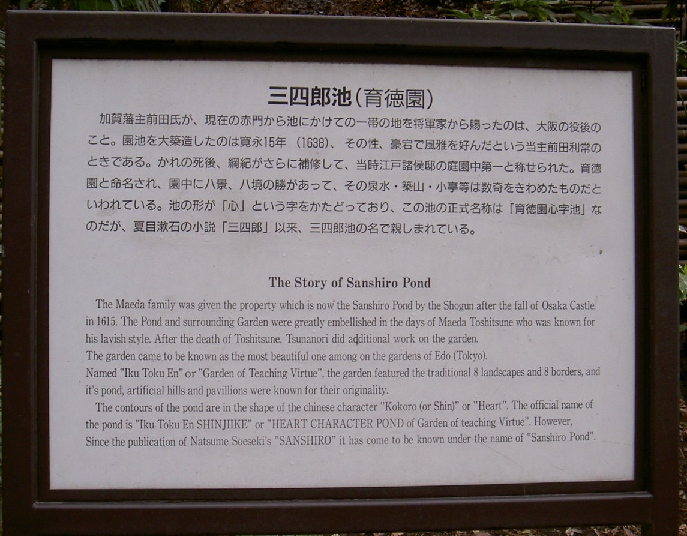 三四郎池(育徳園)
加賀藩主前田氏が、現在の赤門から池にかけての一帯の地を将軍家から賜ったのは、大阪の役後の
こと。園池を大築造したのは寛永15年 (1638)、その性、豪宕で風雅を好んだという当主前田利常の
ときである。かれの死後、綱紀がさらに補修して、当時江戸諸侯邸の庭園中第一と称せられた。育徳
園と命名され、園中に八景、八境の勝があって、その泉水・築山・小亭等は数奇をきわめたものだと
いわれている。池の形が「心」という字をかたどっており、この池の正式名称は「育徳園心字池」な
のだが、夏目漱石の小説「三四郎」以来、三四郎池の名で親しまれている。
The Story of Sanshiro Pond
The Maeda family was given the property which is now the Sanshiro Pond by the Shogun after the fall of Osaka Castle
in 1615. The Pond and surrounding Garden were greatly embellished in the days of Maeda Toshitsune who was known for
his lavish style. After the death of Toshitsune, Tsunanori did additional work on the garden.
The garden came to be known as the most beautiful one among on the gardens of Edo (Tokyo).
Named "Iku Toku En" or "Garden of Teaching Virtue", the garden featured the traditional 8 landscapes and 8 borders, and
it's pond, artificial hills and pavillions were known for their originality.
The contours of the pond are in the shape of the chinese character "Kokoro (or Shin)" or "Heart". The official name of
the pond is "Iku Toku En SHINJIIKE" or "HEART CHARACTER POND of Garden of teaching Virtue". However,
Since the publication of Natsume Soeseki's "SANSHIRO" it has come to be known under the name of "Sanshiro Pond".